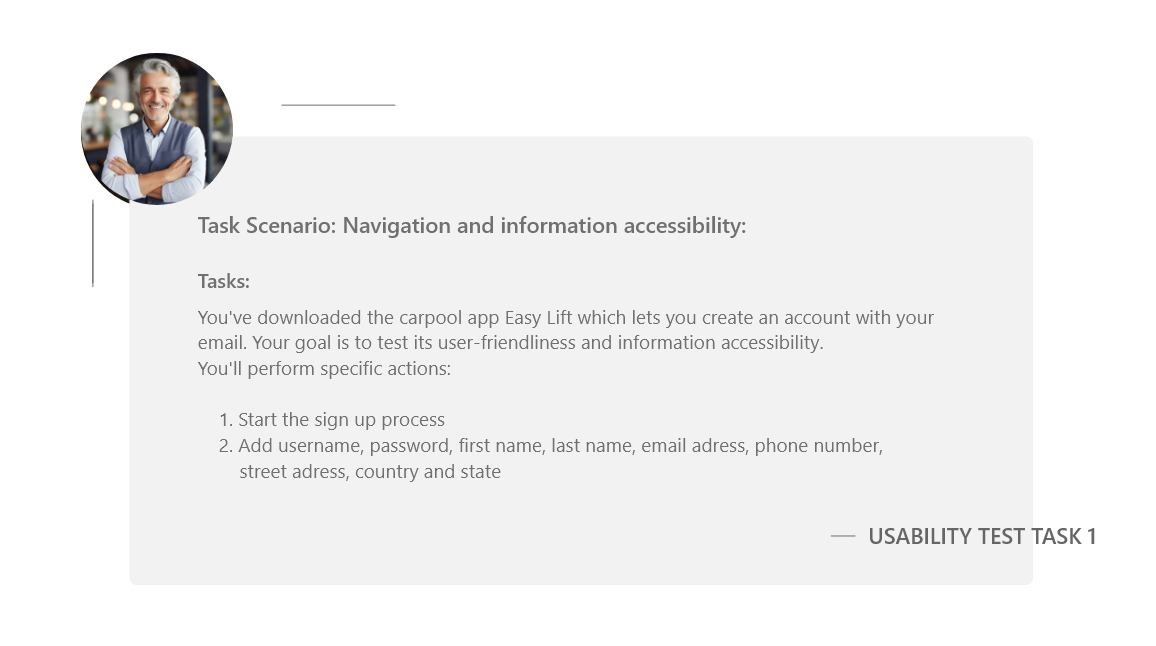 Task Scenario: Navigation and information accessibility:
Tasks:
You've downloaded the carpool app Easy Lift which lets you create an account with your
email. Your goal is to test its user-friendliness and information accessibility.
You'll perform specific actions:
1. Start the sign up process
2. Add username, password, first name, last name, email adress, phone number,
street adress, country and state
USABILITY TEST TASK 1